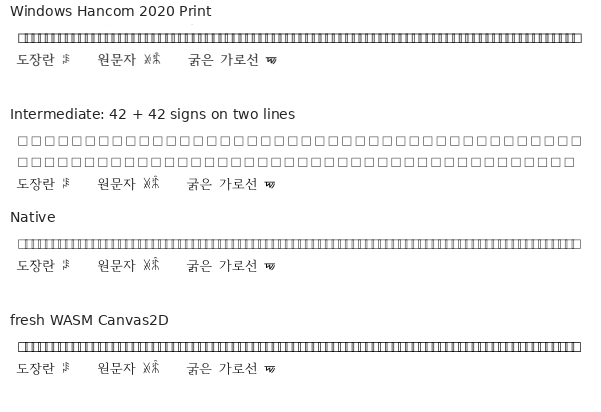 Windows Hancom 2020 Print
도장란 원문자 굵은 가로선
Intermediate: 42 + 42 signs on two lines
도장란 원문자 굵은 가로선
Native
도장란 원문자 굵은 가로선
fresh WASM Canvas2D
도장란 원문자 굵은 가로선